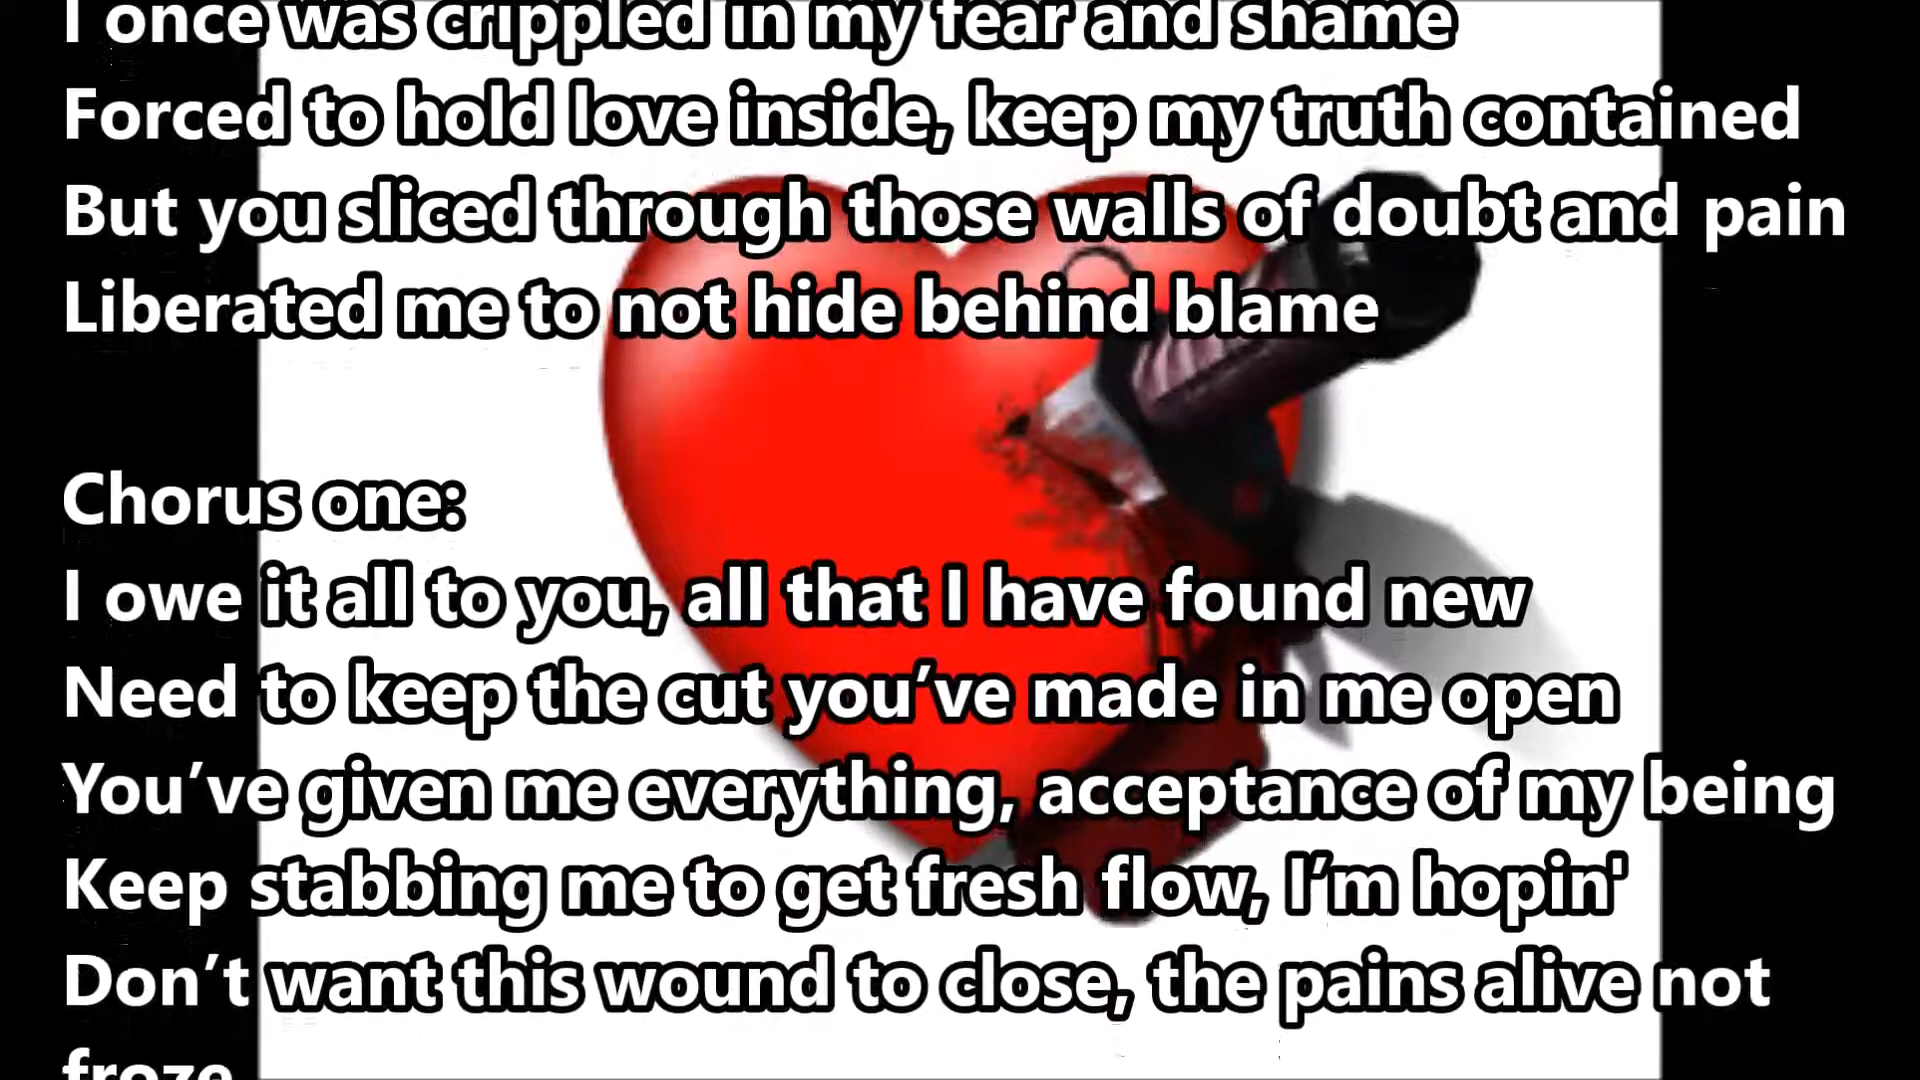 I once was crippled in my fear and shame
Forced to hold love inside, keep my truth contained
But you sliced through those walls of doubt and pain
Liberated me to not hide behind blame
Chorus one:
I owe it all to you, all that I have found new
Need to keep the cut you’ve made in me open
You’ve given me everything, acceptance of my being
Keep stabbing me to get fresh flow, I’m hopin'
Don’t want this wound to close, the pains alive not
froze